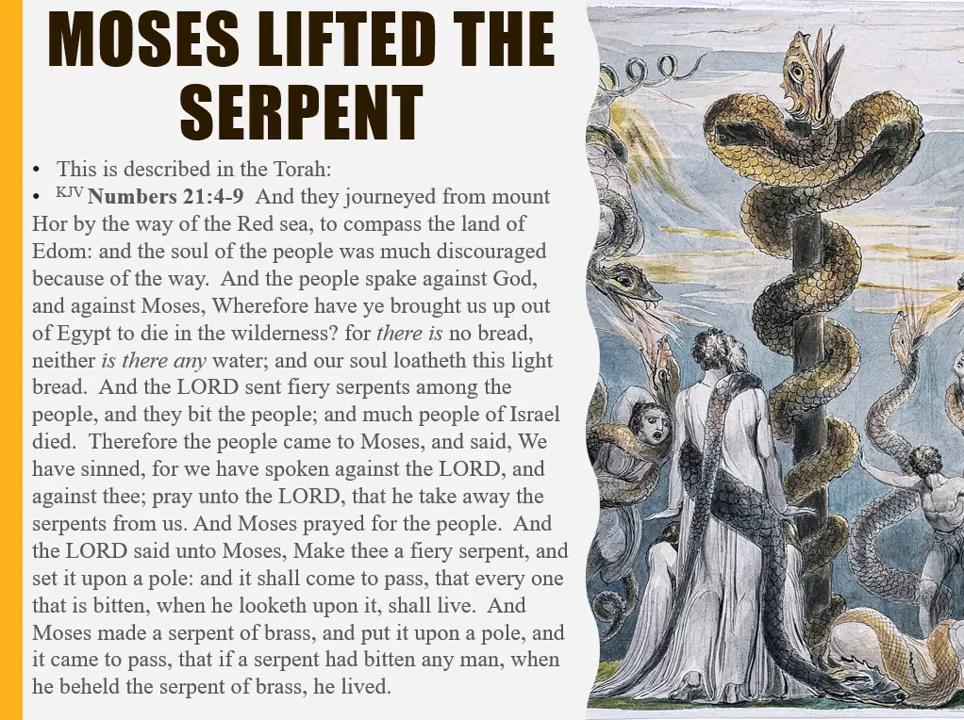 MOSES LIFTED THE
SERPENT
• This is described in the Torah:
• KJV Numbers 21:4-9 And they journeyed from mount
Hor by the way of the Red sea, to compass the land of
Edom: and the soul of the people was much discouraged
because of the way. And the people spake against God,
and against Moses, Wherefore have ye brought us up out
of Egypt to die in the wilderness? for there is no bread,
neither is there any water; and our soul loatheth this light
bread. And the LORD sent fiery serpents among the
people, and they bit the people; and much people of Israel
died. Therefore the people came to Moses, and said, We
have sinned, for we have spoken against the LORD, and
against thee; pray unto the LORD, that he take away the
serpents from us. And Moses prayed for the people. And
the LORD said unto Moses, Make thee a fiery serpent, and
set it upon a pole: and it shall come to pass, that every one
that is bitten, when he looketh upon it, shall live. And
Moses made a serpent of brass, and put it upon a pole, and
it came to pass, that if a serpent had bitten any man, when
he beheld the serpent of brass, he lived.